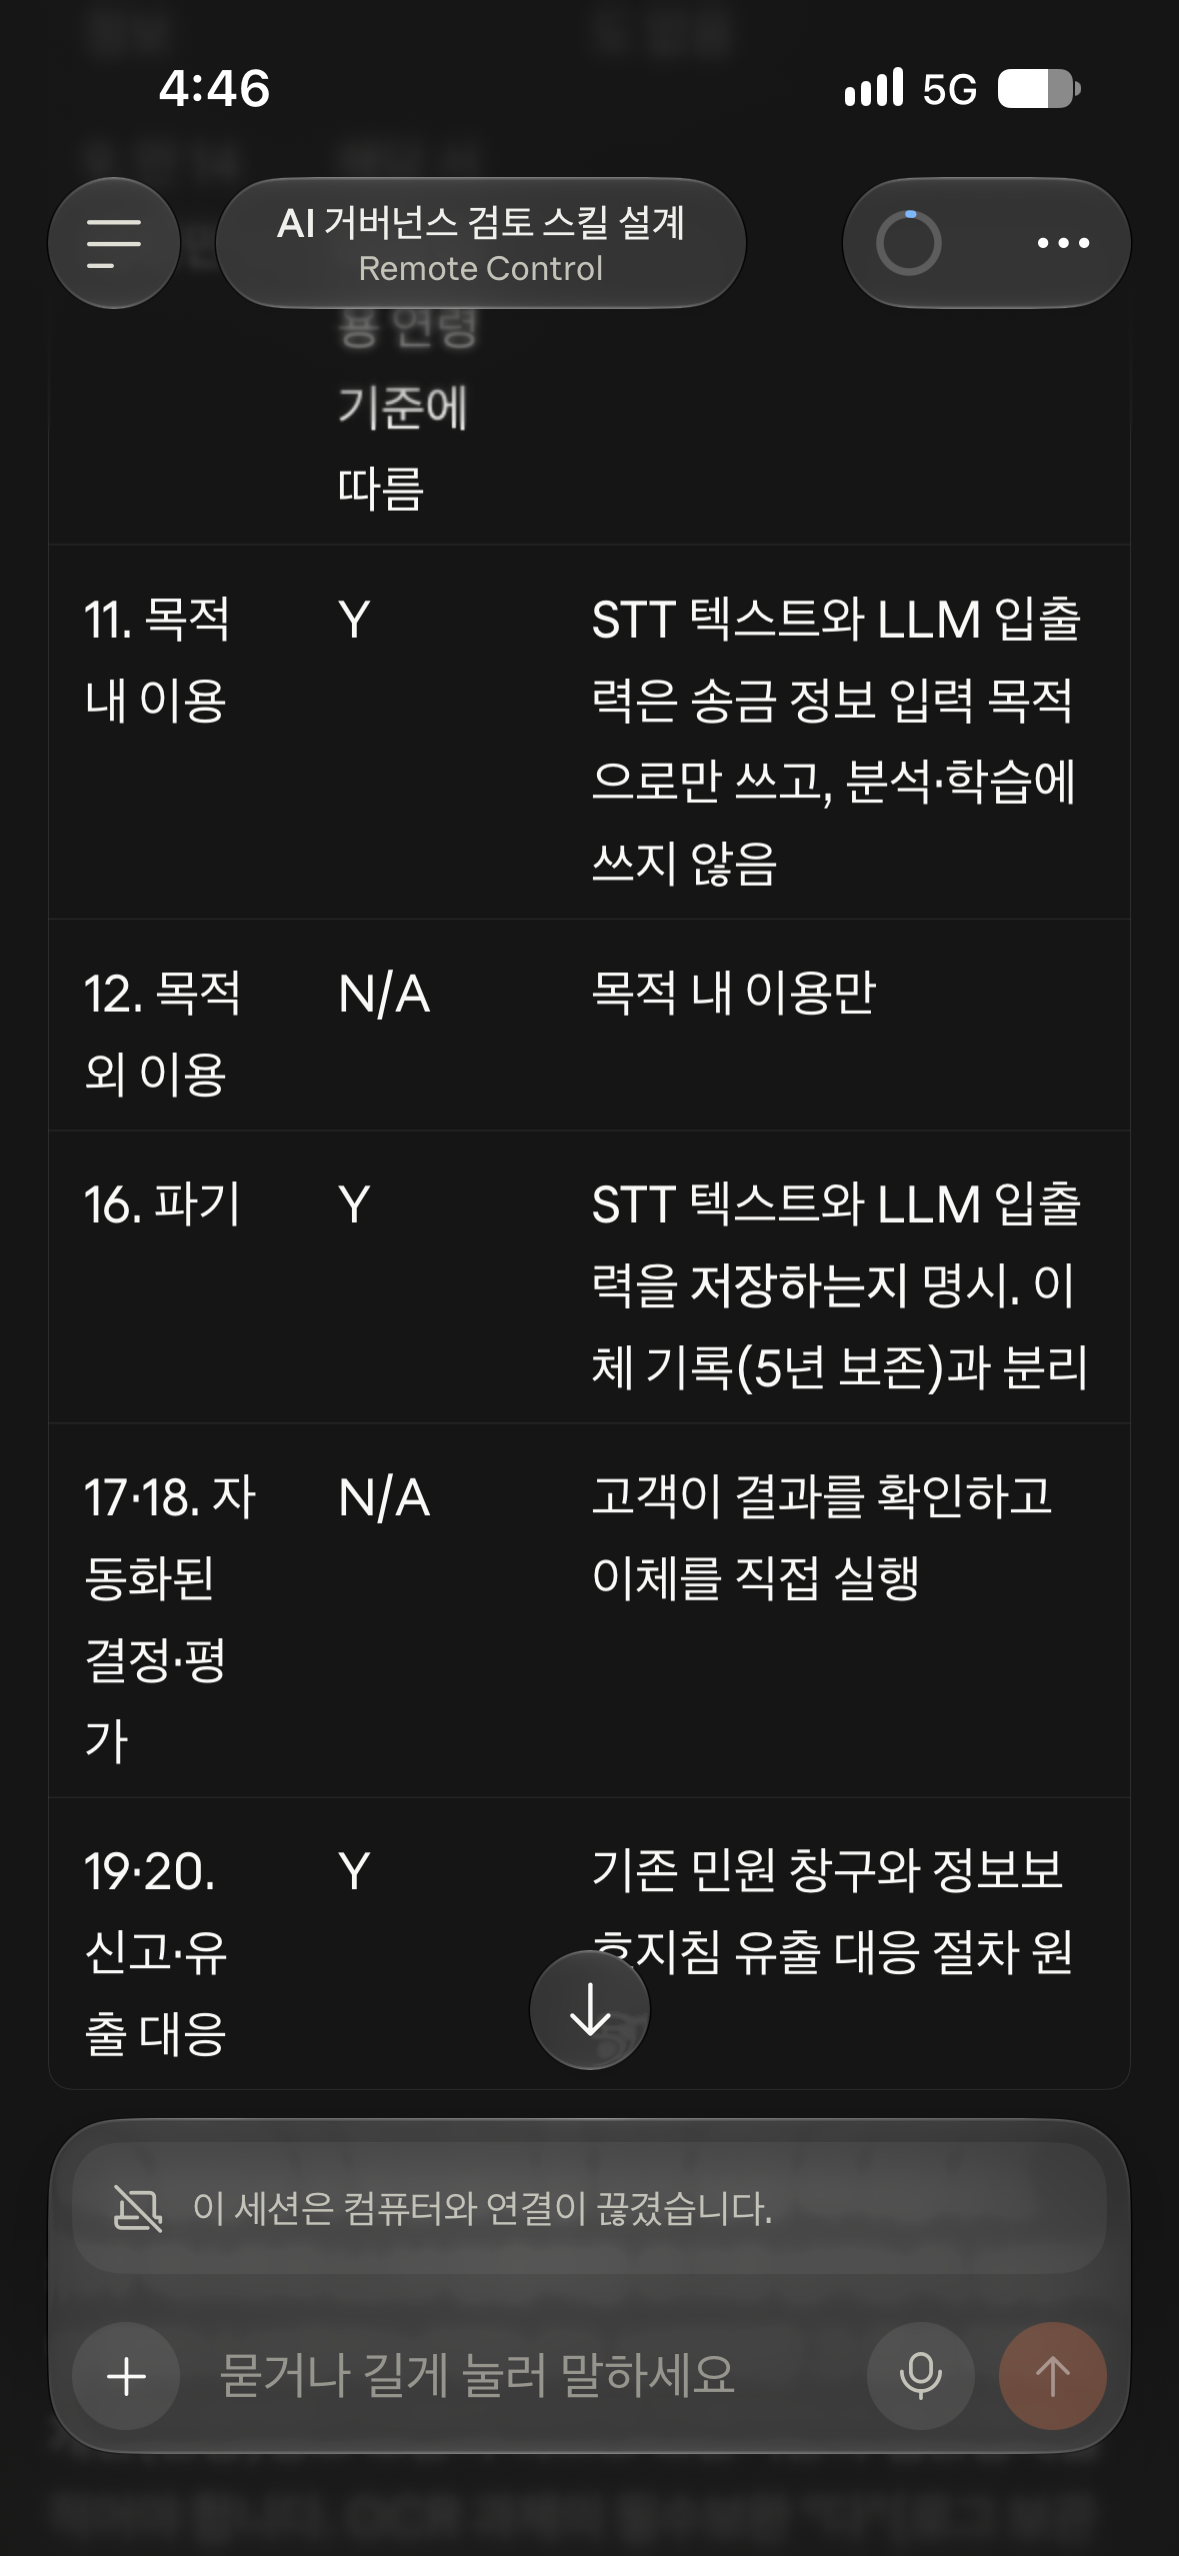 4:46
5G
AI 거버넌스 검토 스킬 설계
Remote Control
용 연령
기준에
따름
11. 목적
내 이용
Y
STT 텍스트와 LLM 입출
력은 송금 정보 입력 목적
으로만 쓰고, 분석·학습에
쓰지 않음
12. 목적
외 이용
N/A
목적 내 이용만
16. 파기
Y
STT 텍스트와 LLM 입출
력을 저장하는지 명시. 이
체 기록(5년 보존)과 분리
17·18. 자
동화된
결정·평
가
N/A
고객이 결과를 확인하고
이체를 직접 실행
19·20.
신고·유
출 대응
Y
기존 민원 창구와 정보보
호지침 유출 대응 절차 원
이 세션은 컴퓨터와 연결이 끊겼습니다.
묻거나 길게 눌러 말하세요